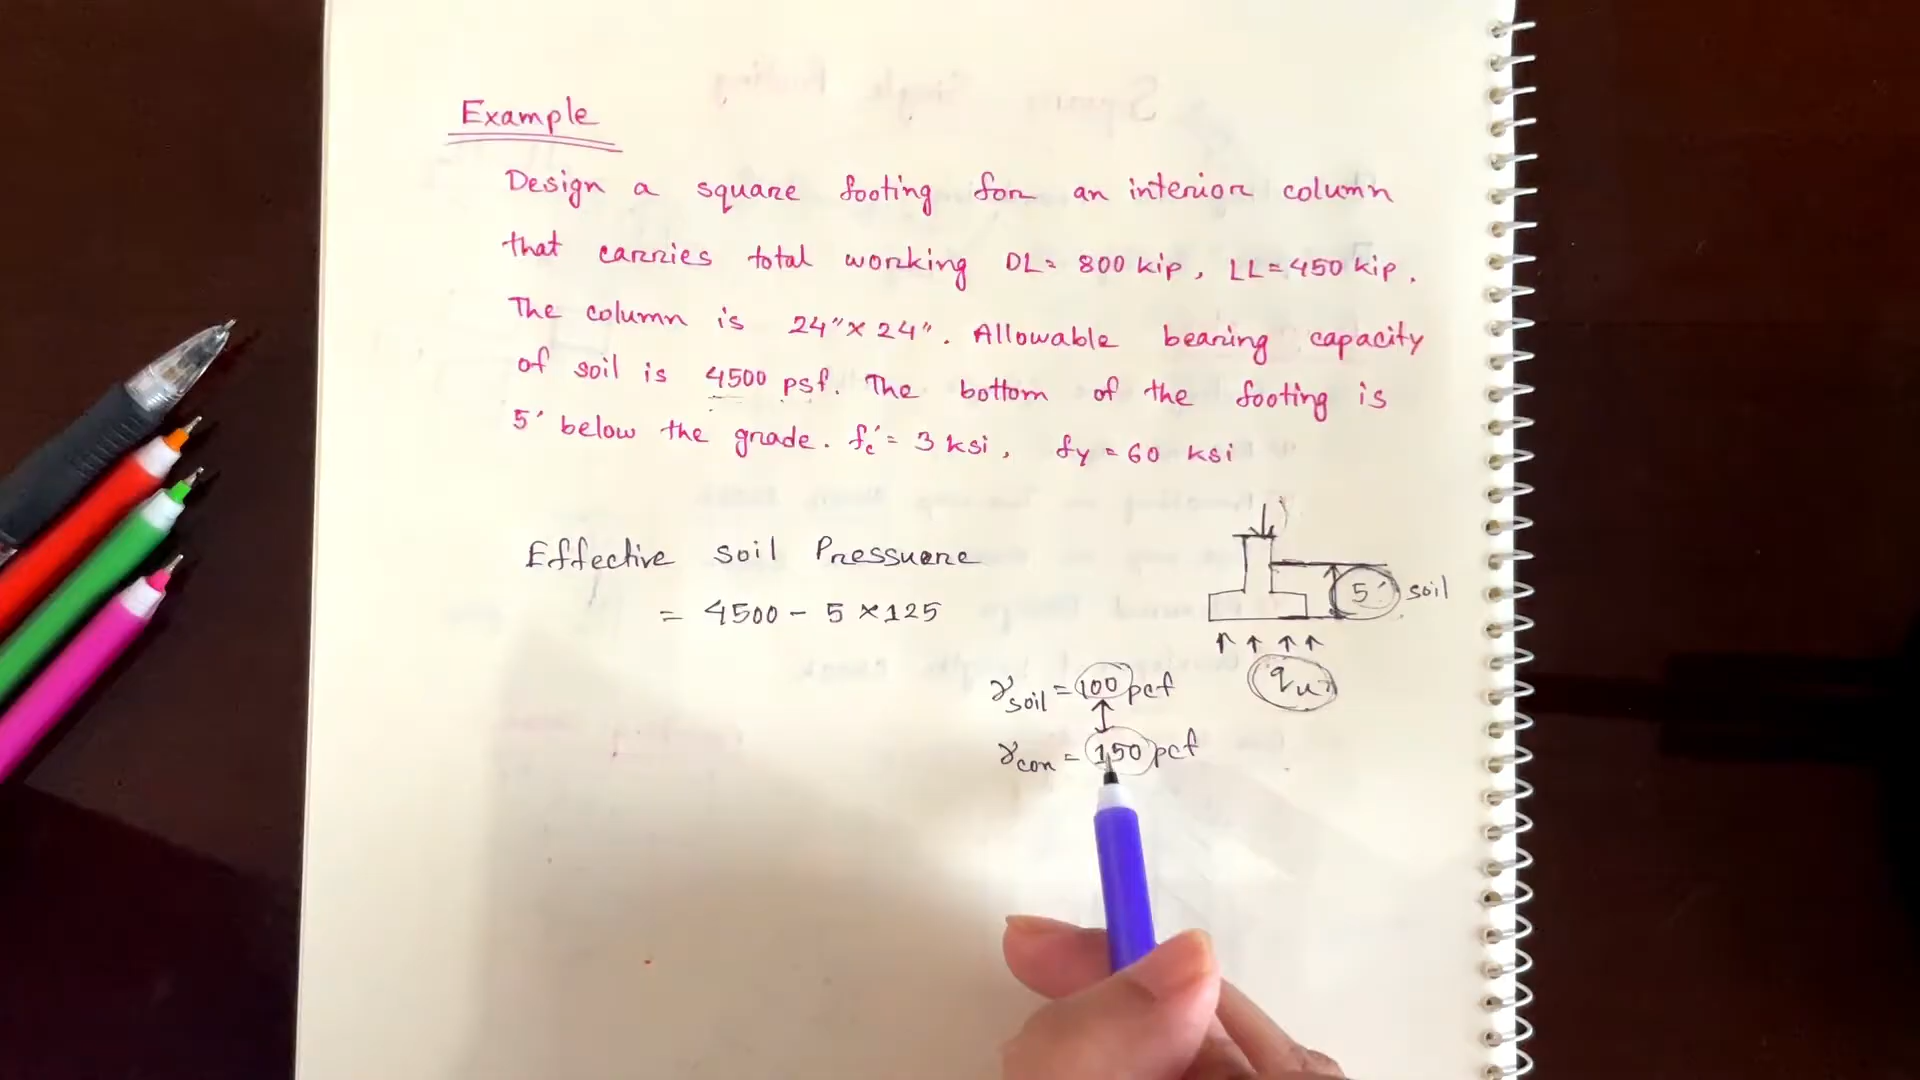 Example
Design a square footing for an interior column
that carries total working DL= 800 kip, LL=450 kip.
The column is 24"x 24". Allowable bearing capacity
of soil is 4500 psf. The bottom of the footing is
5' below the grade. fc' = 3 ksi, fy = 60 ksi
Effective soil Pressure
= 4500 - 5 ×125
5' soil
qu
γsoil = 100 pcf
γcon = 150 pcf